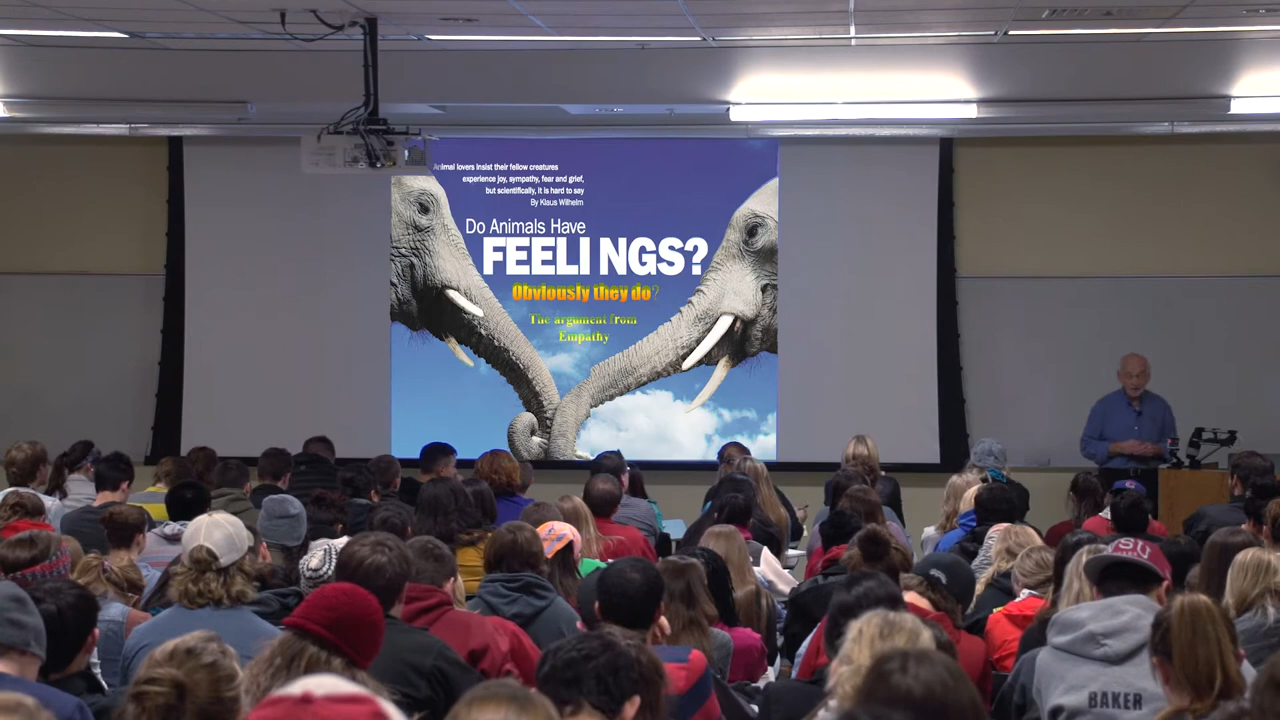 Animal lovers insist their fellow creatures
experience joy, sympathy, fear and grief,
but scientifically, it is hard to say
By Klaus Wilhelm
Do Animals Have
FEELI NGS?
Obviously they do?
The argument from
Empathy
CSU
BAKER